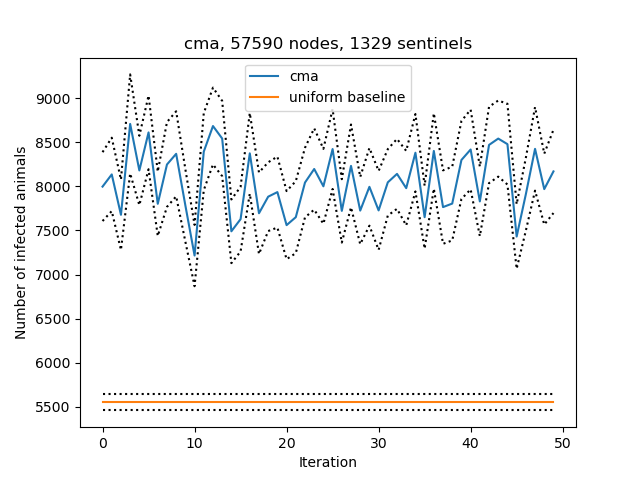 cma, 57590 nodes, 1329 sentinels
cma
uniform baseline
Number of infected animals
9000
8500
8000
7500
7000
6500
6000
5500
0 10 20 30 40 50
Iteration